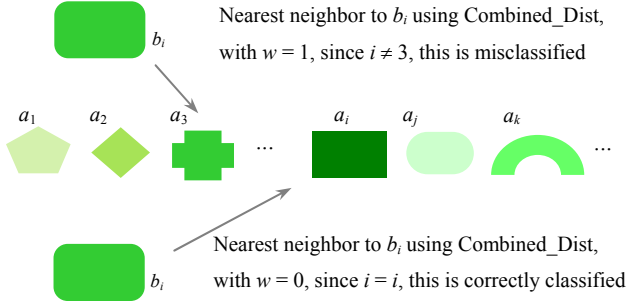 Nearest neighbor to b_i using Combined_Dist,
b_i
with w = 1, since i ≠ 3, this is misclassified
a_1 a_2 a_3 a_i a_j a_k
... ...
Nearest neighbor to b_i using Combined_Dist,
b_i
with w = 0, since i = i, this is correctly classified